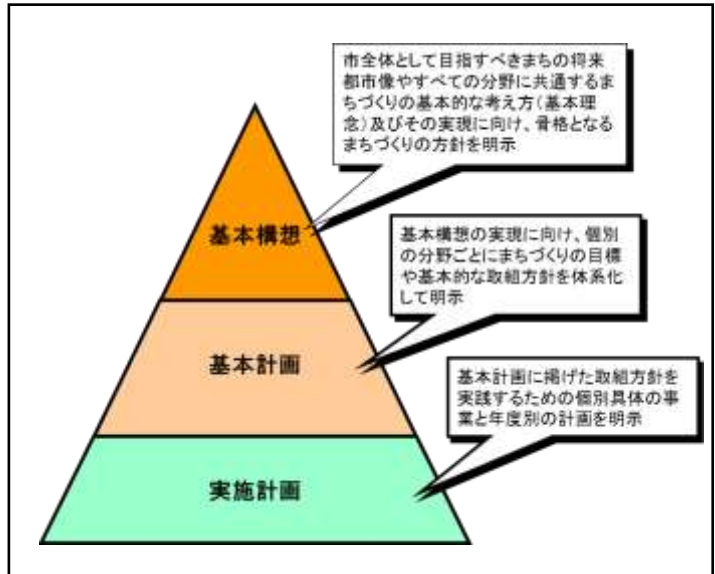 市全体として目指すべきまちの将来
都市像やすべての分野に共通するま
ちづくりの基本的な考え方（基本理
念）及びその実現に向け、骨格となる
まちづくりの方針を明示
基本構想
基本構想の実現に向け、個別
の分野ごとにまちづくりの目標
や基本的な取組方針を体系化
して明示
基本計画
基本計画に掲げた取組方針を
実践するための個別具体の事
業と年度別の計画を明示
実施計画